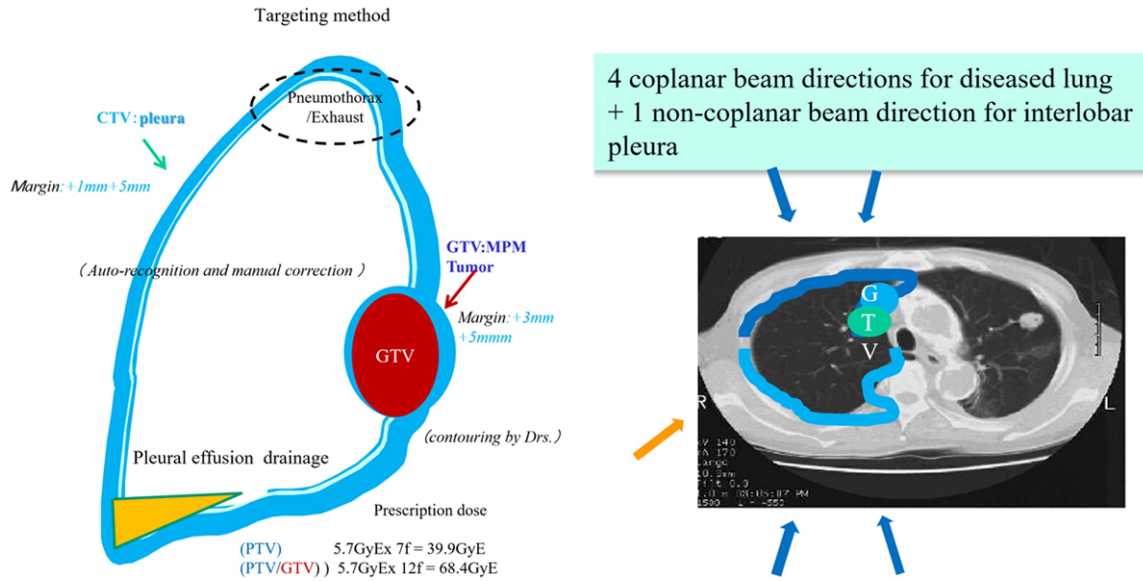 Targeting method
Pneumothorax
/Exhaust
CTV:pleura
Margin:+1mm+5mm
(Auto-recognition and manual correction)
GTV:MPM
Tumor
Margin:+3mm
+5mmm
GTV
(contouring by Drs.)
Pleural effusion drainage
Prescription dose
(PTV) 5.7GyEx 7f = 39.9GyE
(PTV/GTV) ) 5.7GyEx 12f = 68.4GyE
4 coplanar beam directions for diseased lung
+ 1 non-coplanar beam direction for interlobar
pleura
G
T
V
R
L
140
170